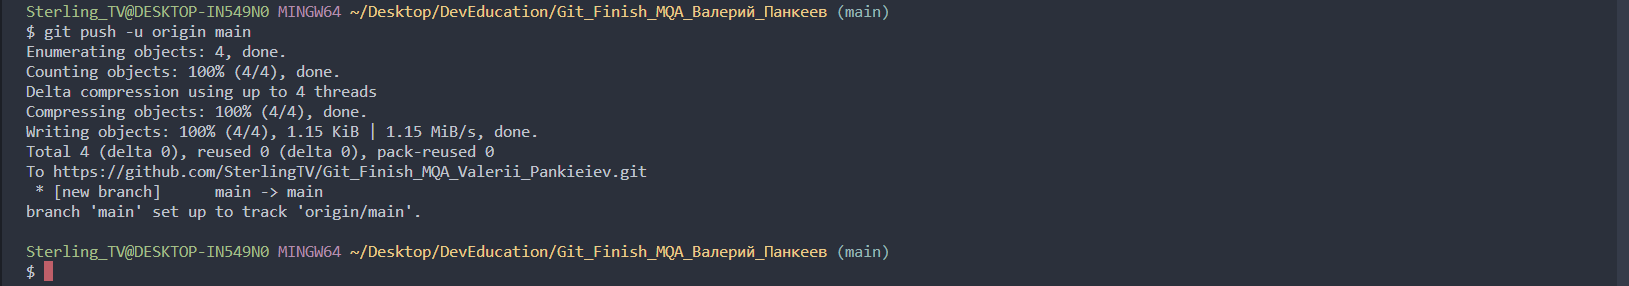 Sterling_TV@DESKTOP-IN549N0 MINGW64 ~/Desktop/DevEducation/Git_Finish_MQA_Валерий_Панкеев (main)
$ git push -u origin main
Enumerating objects: 4, done.
Counting objects: 100% (4/4), done.
Delta compression using up to 4 threads
Compressing objects: 100% (4/4), done.
Writing objects: 100% (4/4), 1.15 KiB | 1.15 MiB/s, done.
Total 4 (delta 0), reused 0 (delta 0), pack-reused 0
To https://github.com/SterlingTV/Git_Finish_MQA_Valerii_Pankieiev.git
 * [new branch]      main -> main
branch 'main' set up to track 'origin/main'.
Sterling_TV@DESKTOP-IN549N0 MINGW64 ~/Desktop/DevEducation/Git_Finish_MQA_Валерий_Панкеев (main)
$